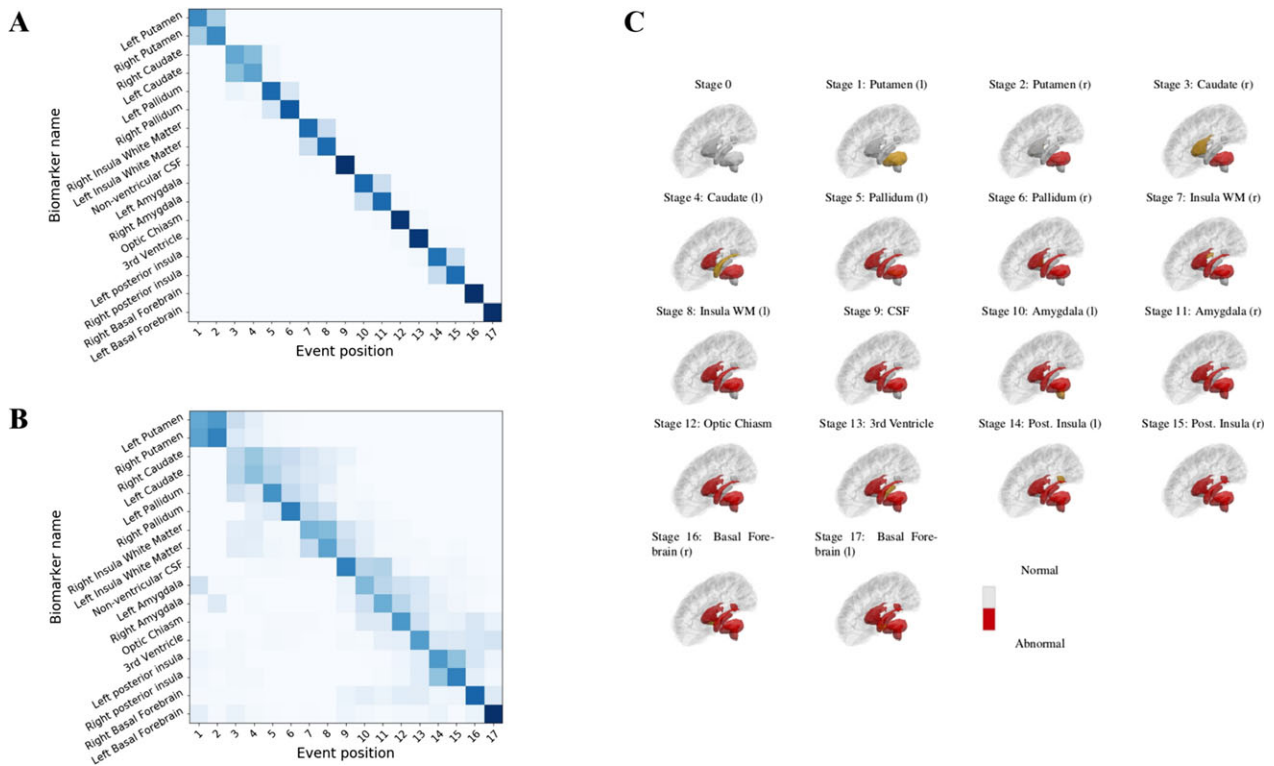 A
Biomarker name
Left Putamen
Right Putamen
Right Caudate
Left Caudate
Left Pallidum
Right Pallidum
Right Insula White Matter
Left Insula White Matter
Non-ventricular CSF
Left Amygdala
Right Amygdala
Optic Chiasm
3rd Ventricle
Left posterior insula
Right posterior insula
Right Basal Forebrain
Left Basal Forebrain
1 2 3 4 5 6 7 8 9 10 11 12 13 14 15 16 17
Event position
B
Biomarker name
Left Putamen
Right Putamen
Right Caudate
Left Caudate
Left Pallidum
Right Pallidum
Right Insula White Matter
Left Insula White Matter
Non-ventricular CSF
Left Amygdala
Right Amygdala
Optic Chiasm
3rd Ventricle
Left posterior insula
Right posterior insula
Right Basal Forebrain
Left Basal Forebrain
1 2 3 4 5 6 7 8 9 10 11 12 13 14 15 16 17
Event position
C
Stage 0
Stage 1: Putamen (l)
Stage 2: Putamen (r)
Stage 3: Caudate (r)
Stage 4: Caudate (l)
Stage 5: Pallidum (l)
Stage 6: Pallidum (r)
Stage 7: Insula WM (r)
Stage 8: Insula WM (l)
Stage 9: CSF
Stage 10: Amygdala (l)
Stage 11: Amygdala (r)
Stage 12: Optic Chiasm
Stage 13: 3rd Ventricle
Stage 14: Post. Insula (l)
Stage 15: Post. Insula (r)
Stage 16: Basal Fore-
brain (r)
Stage 17: Basal Fore-
brain (l)
Normal
Abnormal